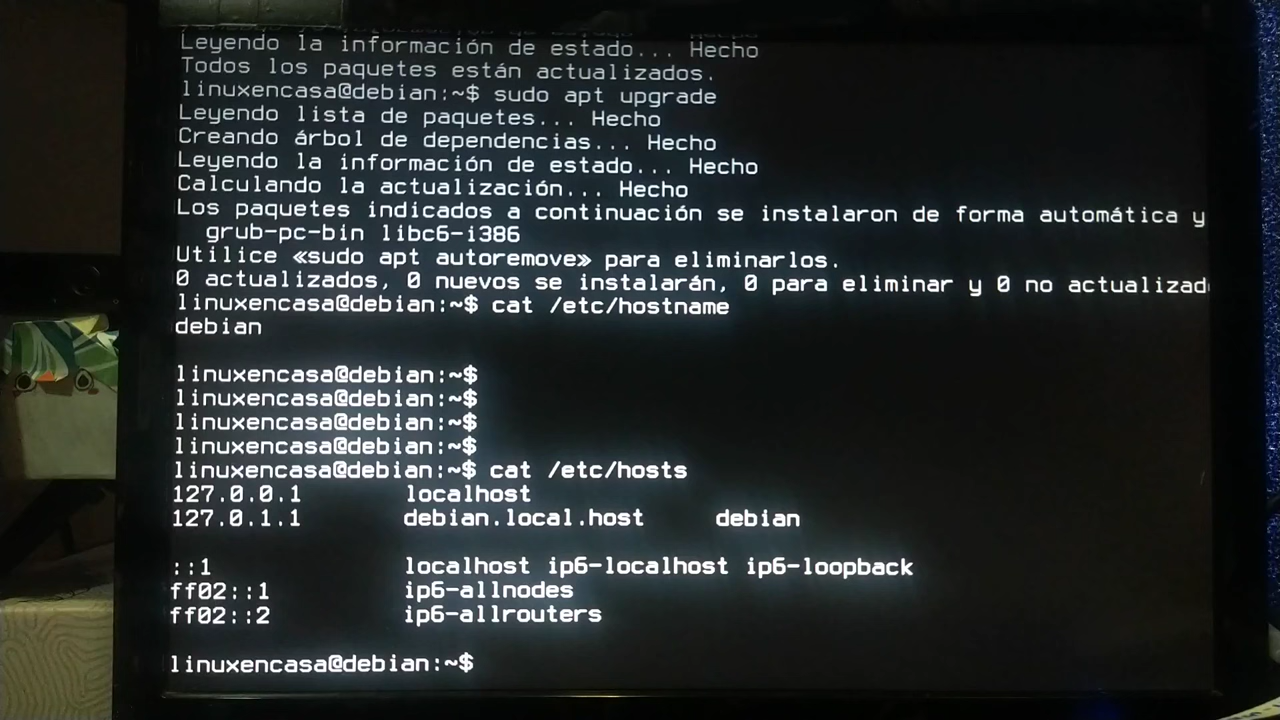 Leyendo la información de estado... Hecho
Todos los paquetes están actualizados.
linuxencasa@debian:~$ sudo apt upgrade
Leyendo lista de paquetes... Hecho
Creando árbol de dependencias... Hecho
Leyendo la información de estado... Hecho
Calculando la actualización... Hecho
Los paquetes indicados a continuación se instalaron de forma automática y
grub-pc-bin libc6-i386
Utilice «sudo apt autoremove» para eliminarlos.
0 actualizados, 0 nuevos se instalarán, 0 para eliminar y 0 no actualizad
linuxencasa@debian:~$ cat /etc/hostname
debian
linuxencasa@debian:~$
linuxencasa@debian:~$
linuxencasa@debian:~$
linuxencasa@debian:~$
linuxencasa@debian:~$ cat /etc/hosts
127.0.0.1 localhost
127.0.1.1 debian.local.host debian
::1 localhost ip6-localhost ip6-loopback
ff02::1 ip6-allnodes
ff02::2 ip6-allrouters
linuxencasa@debian:~$